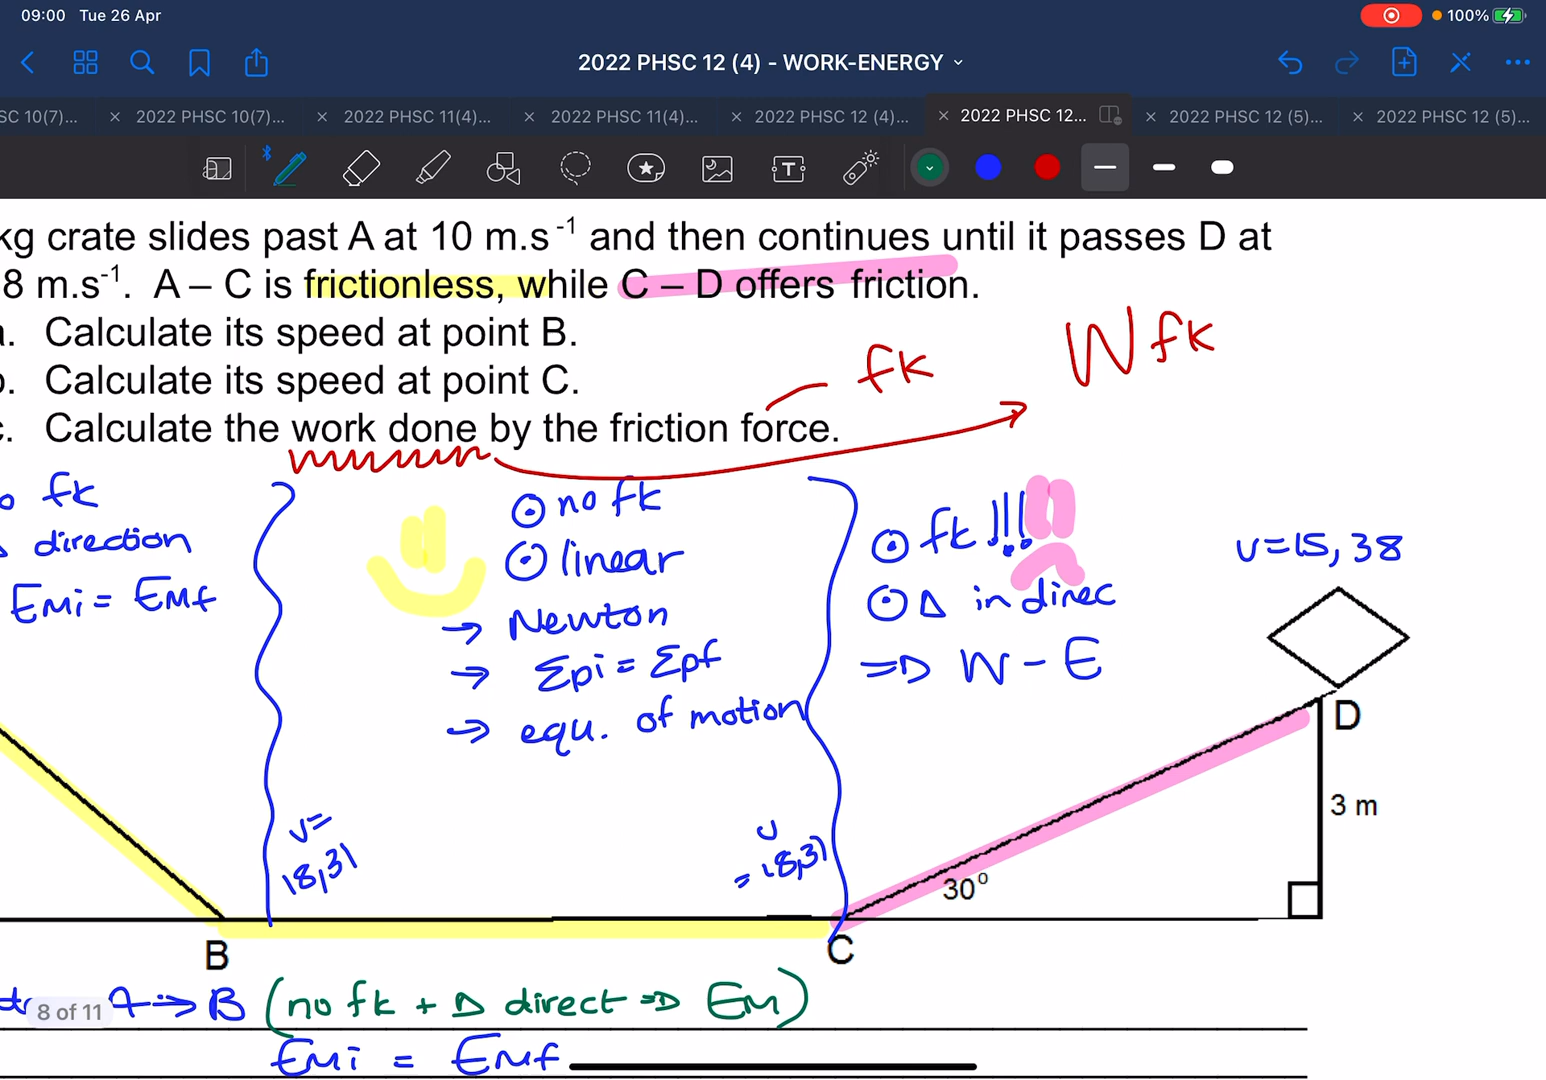 09:00 Tue 26 Apr
100%
2022 PHSC 12 (4) - WORK-ENERGY
SC 10(7)...
2022 PHSC 10(7)...
2022 PHSC 11(4)...
2022 PHSC 11(4)...
2022 PHSC 12 (4)...
2022 PHSC 12...
2022 PHSC 12 (5)...
2022 PHSC 12 (5)...
kg crate slides past A at 10 m.s⁻¹ and then continues until it passes D at
8 m.s⁻¹. A – C is frictionless, while C – D offers friction.
a. Calculate its speed at point B.
b. Calculate its speed at point C.
c. Calculate the work done by the friction force.
fk
Wfk
o fk
direction
EMi = EMf
⊙ no fk
⊙ linear
→ Newton
→ Σpi = Σpf
→ equ. of motion
⊙ fk !!!
⊙ Δ in direc
⇒ W - E
v=15,38
D
3 m
30°
v=
18,31
v
= 18,31
B
C
8 of 11
A → B (no fk + Δ direct ⇒ EM)
EMi = EMf